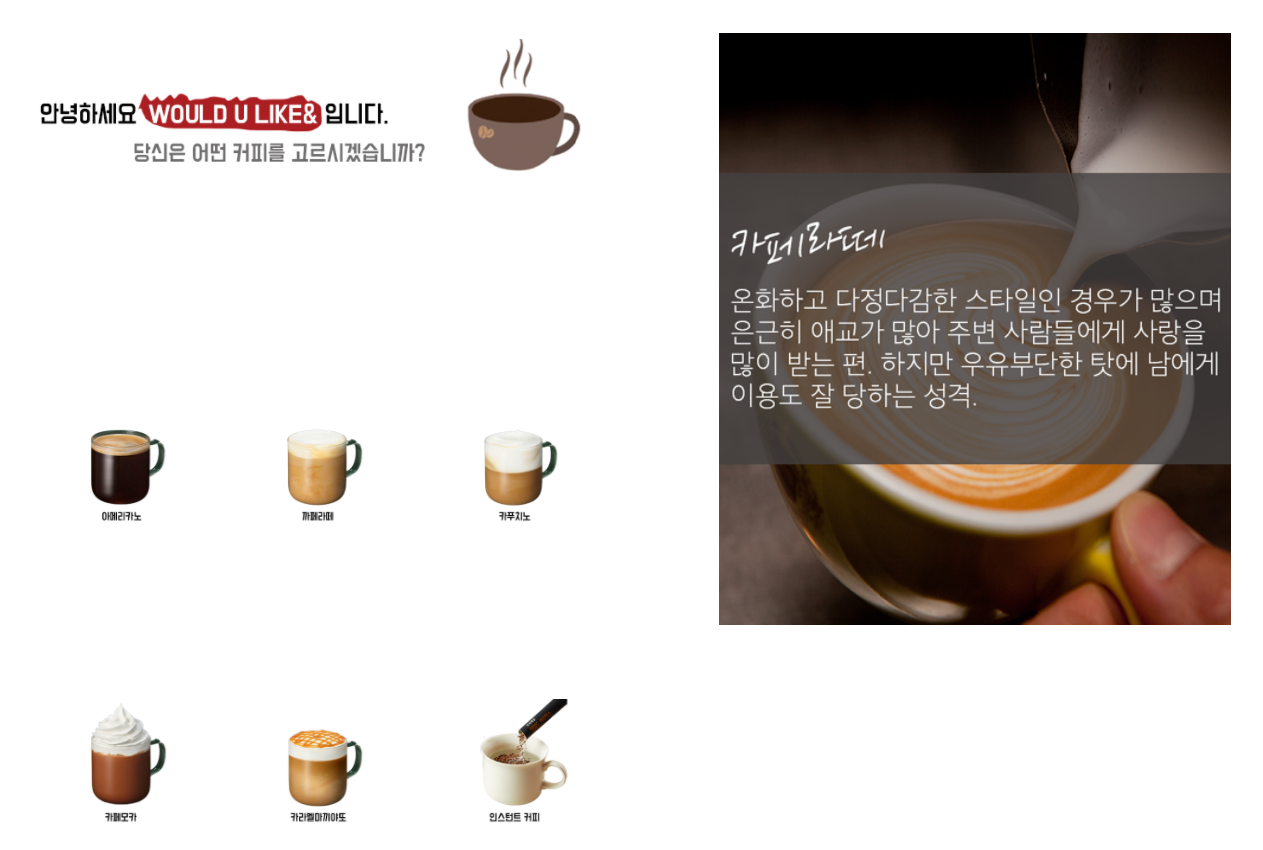 안녕하세요 WOULD U LIKE& 입니다.
당신은 어떤 커피를 고르시겠습니까?
아메리카노
까페라떼
카푸치노
카페모카
카라멜마끼야또
인스턴트 커피
카페라떼
온화하고 다정다감한 스타일인 경우가 많으며
은근히 애교가 많아 주변 사람들에게 사랑을
많이 받는 편. 하지만 우유부단한 탓에 남에게
이용도 잘 당하는 성격.